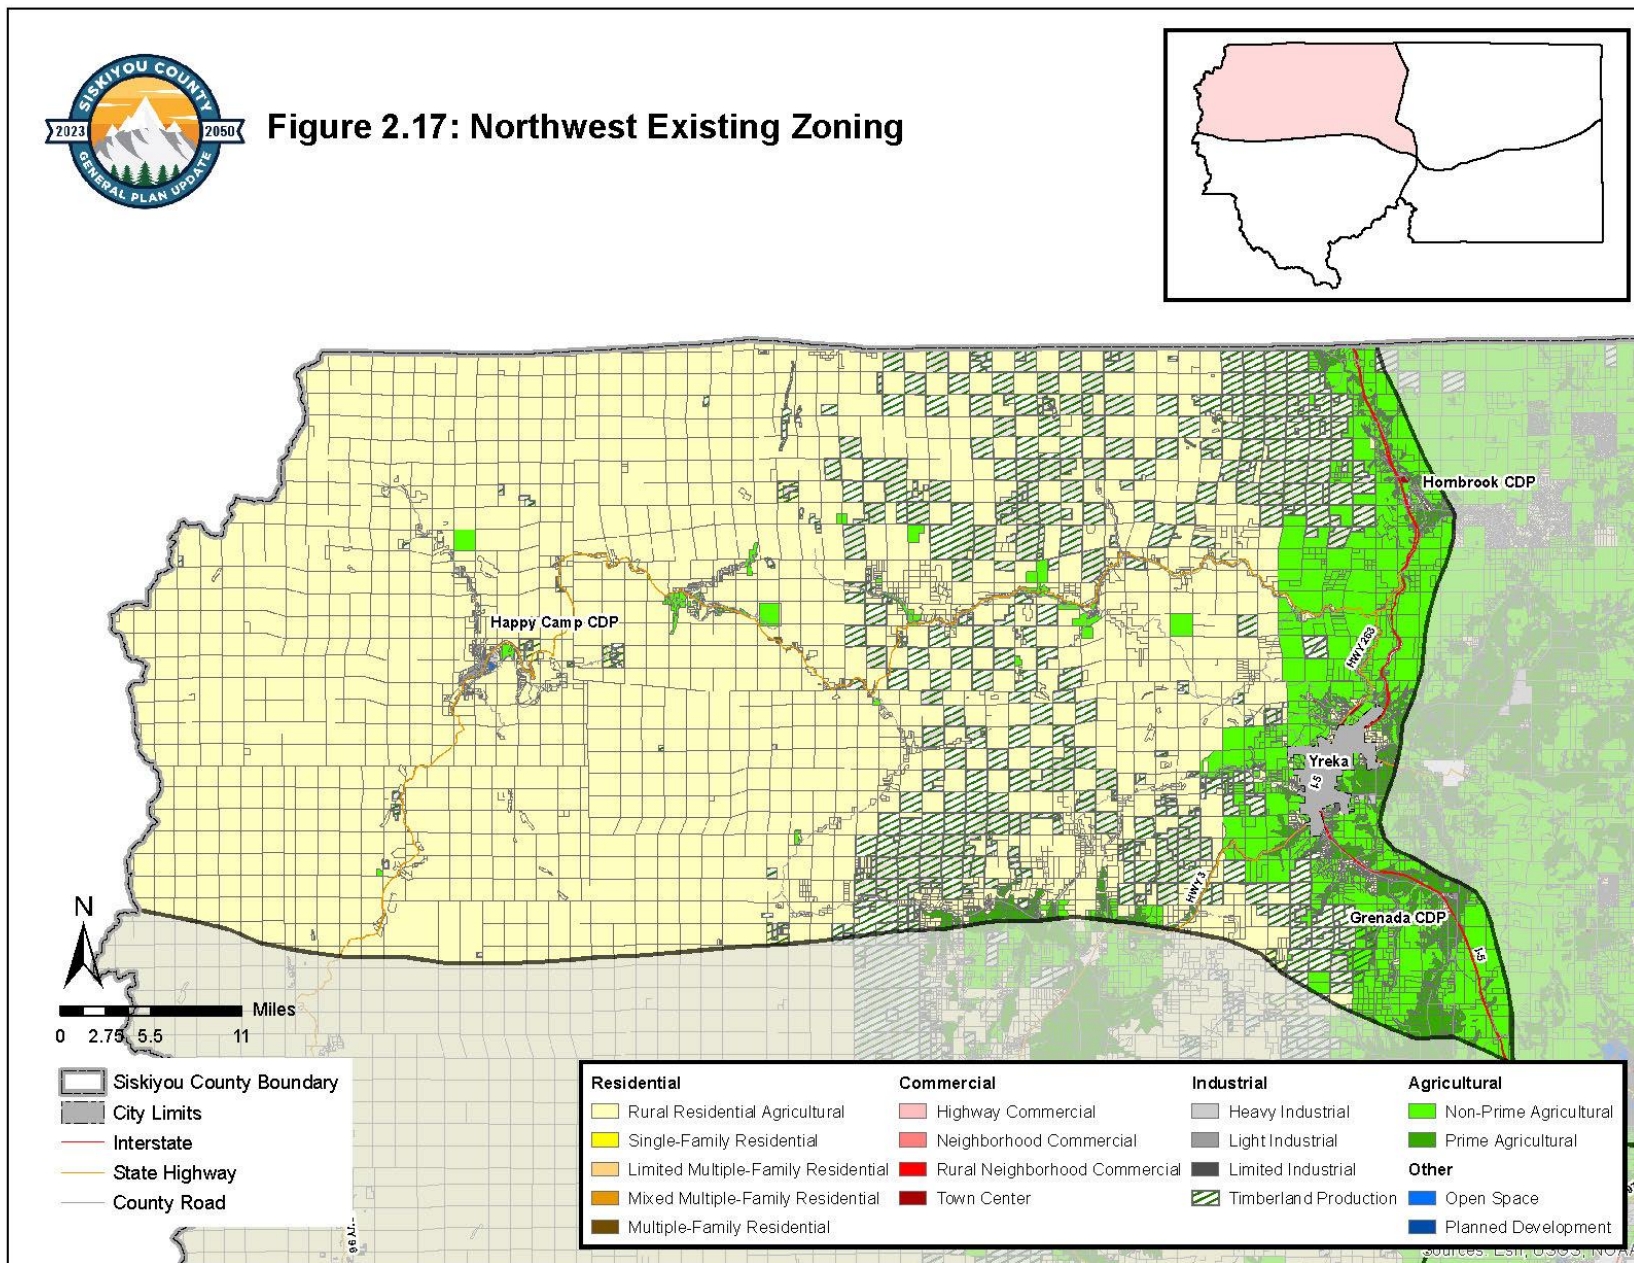 SISKIYOU COUNTY
2023
2050
GENERAL PLAN UPDATE
Figure 2.17: Northwest Existing Zoning
Hornbrook CDP
Happy Camp CDP
HWY 263
Yreka
I-5
HWY 3
Grenada CDP
I-5
N
Miles
0 2.75 5.5 11
Siskiyou County Boundary
City Limits
Interstate
State Highway
County Road
Residential
Rural Residential Agricultural
Single-Family Residential
Limited Multiple-Family Residential
Mixed Multiple-Family Residential
Multiple-Family Residential
Commercial
Highway Commercial
Neighborhood Commercial
Rural Neighborhood Commercial
Town Center
Industrial
Heavy Industrial
Light Industrial
Limited Industrial
Timberland Production
Agricultural
Non-Prime Agricultural
Prime Agricultural
Other
Open Space
Planned Development
Sources: Esri, USGS, NOAA